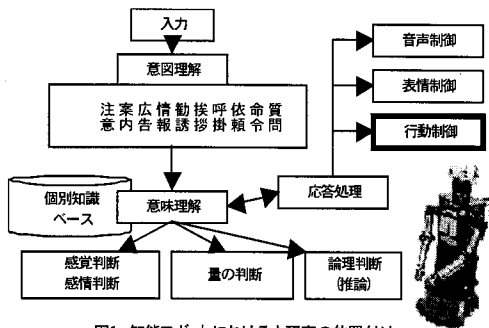 入力
意図理解
注案広情勧挨呼依命質
意内告報誘拶掛頼令問
個別知識
ベース
意味理解
応答処理
音声制御
表情制御
行動制御
感覚判断
感情判断
量の判断
論理判断
(推論)